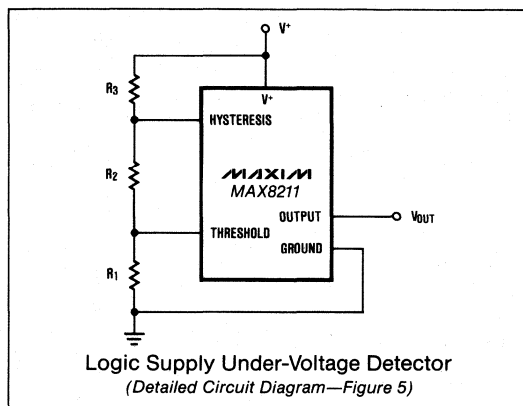 V+
R3
V+
HYSTERESIS
R2
MAXIM
MAX8211
OUTPUT
VOUT
THRESHOLD
GROUND
R1
Logic Supply Under-Voltage Detector
(Detailed Circuit Diagram—Figure 5)